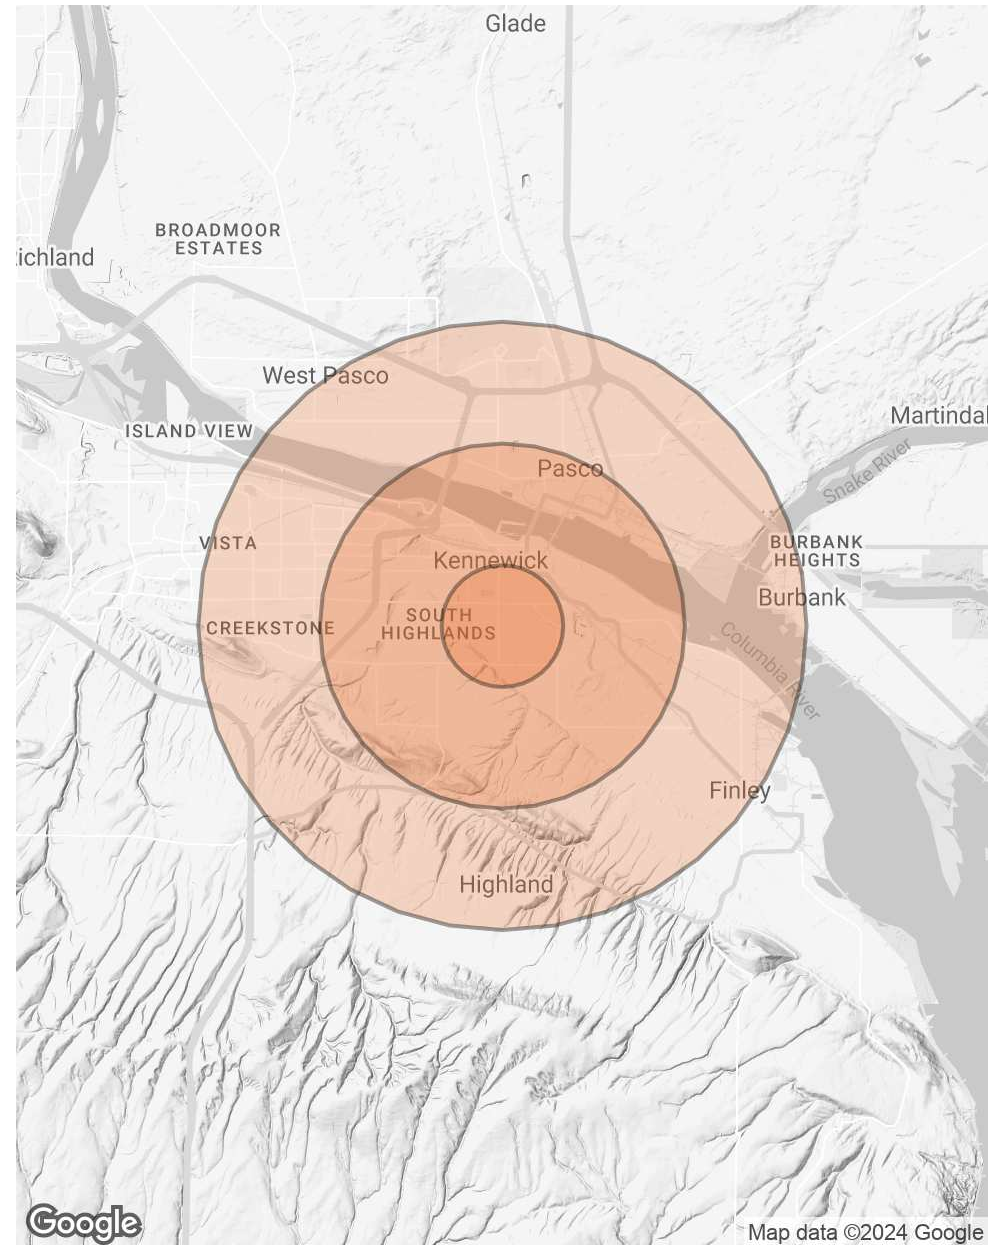 Glade
BROADMOOR
ESTATES
ichland
West Pasco
Martindal
ISLAND VIEW
Pasco
Snake River
VISTA
BURBANK
HEIGHTS
Kennewick
Burbank
SOUTH
HIGHLANDS
CREEKSTONE
Columbia River
Finley
Highland
Google
Map data ©2024 Google